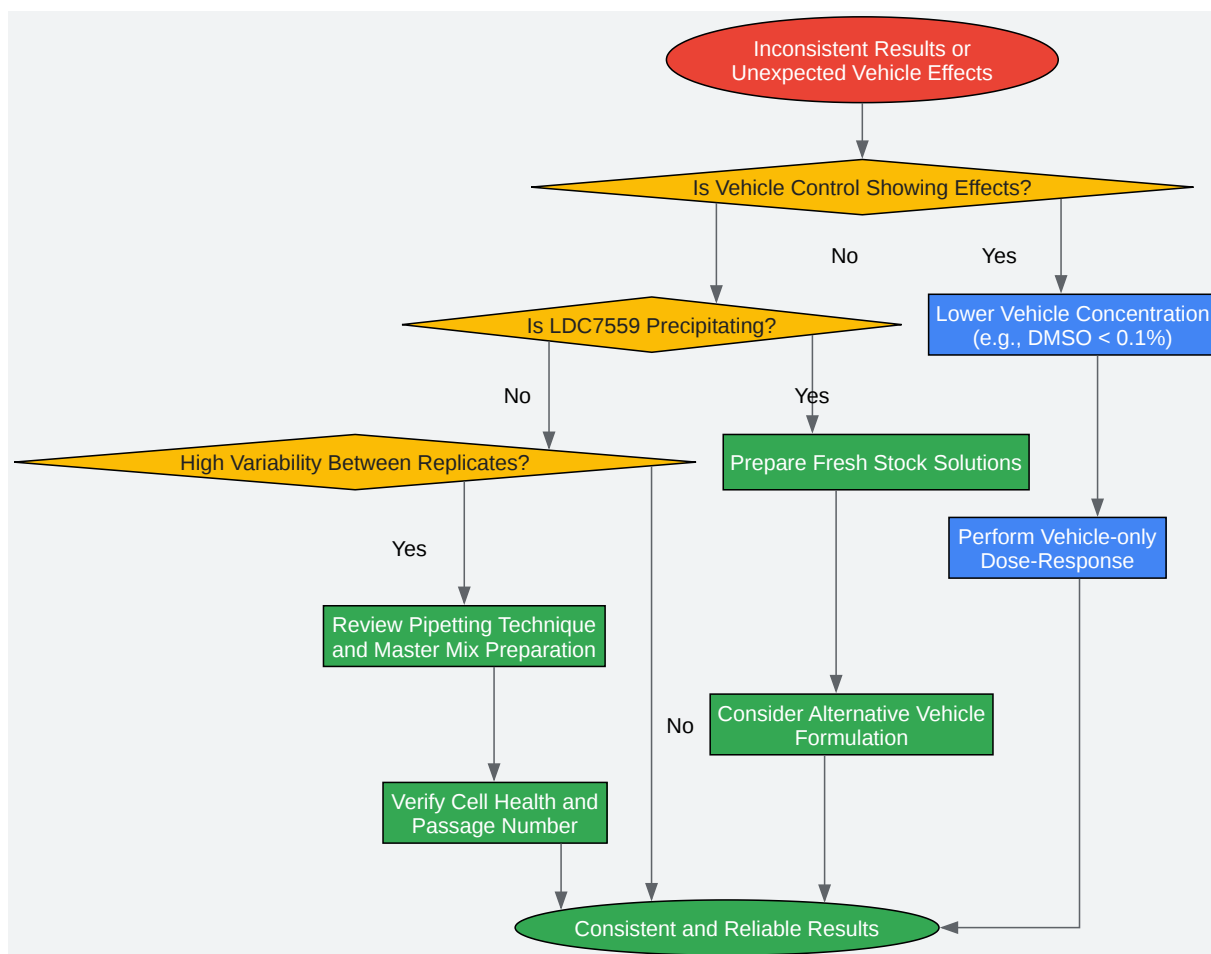 Inconsistent Results or
Unexpected Vehicle Effects
Is Vehicle Control Showing Effects?
No
Yes
Lower Vehicle Concentration
(e.g., DMSO < 0.1%)
Is LDC7559 Precipitating?
No
Yes
High Variability Between Replicates?
Prepare Fresh Stock Solutions
Perform Vehicle-only
Dose-Response
Yes
Review Pipetting Technique
and Master Mix Preparation
No
Consider Alternative Vehicle
Formulation
Verify Cell Health and
Passage Number
Consistent and Reliable Results